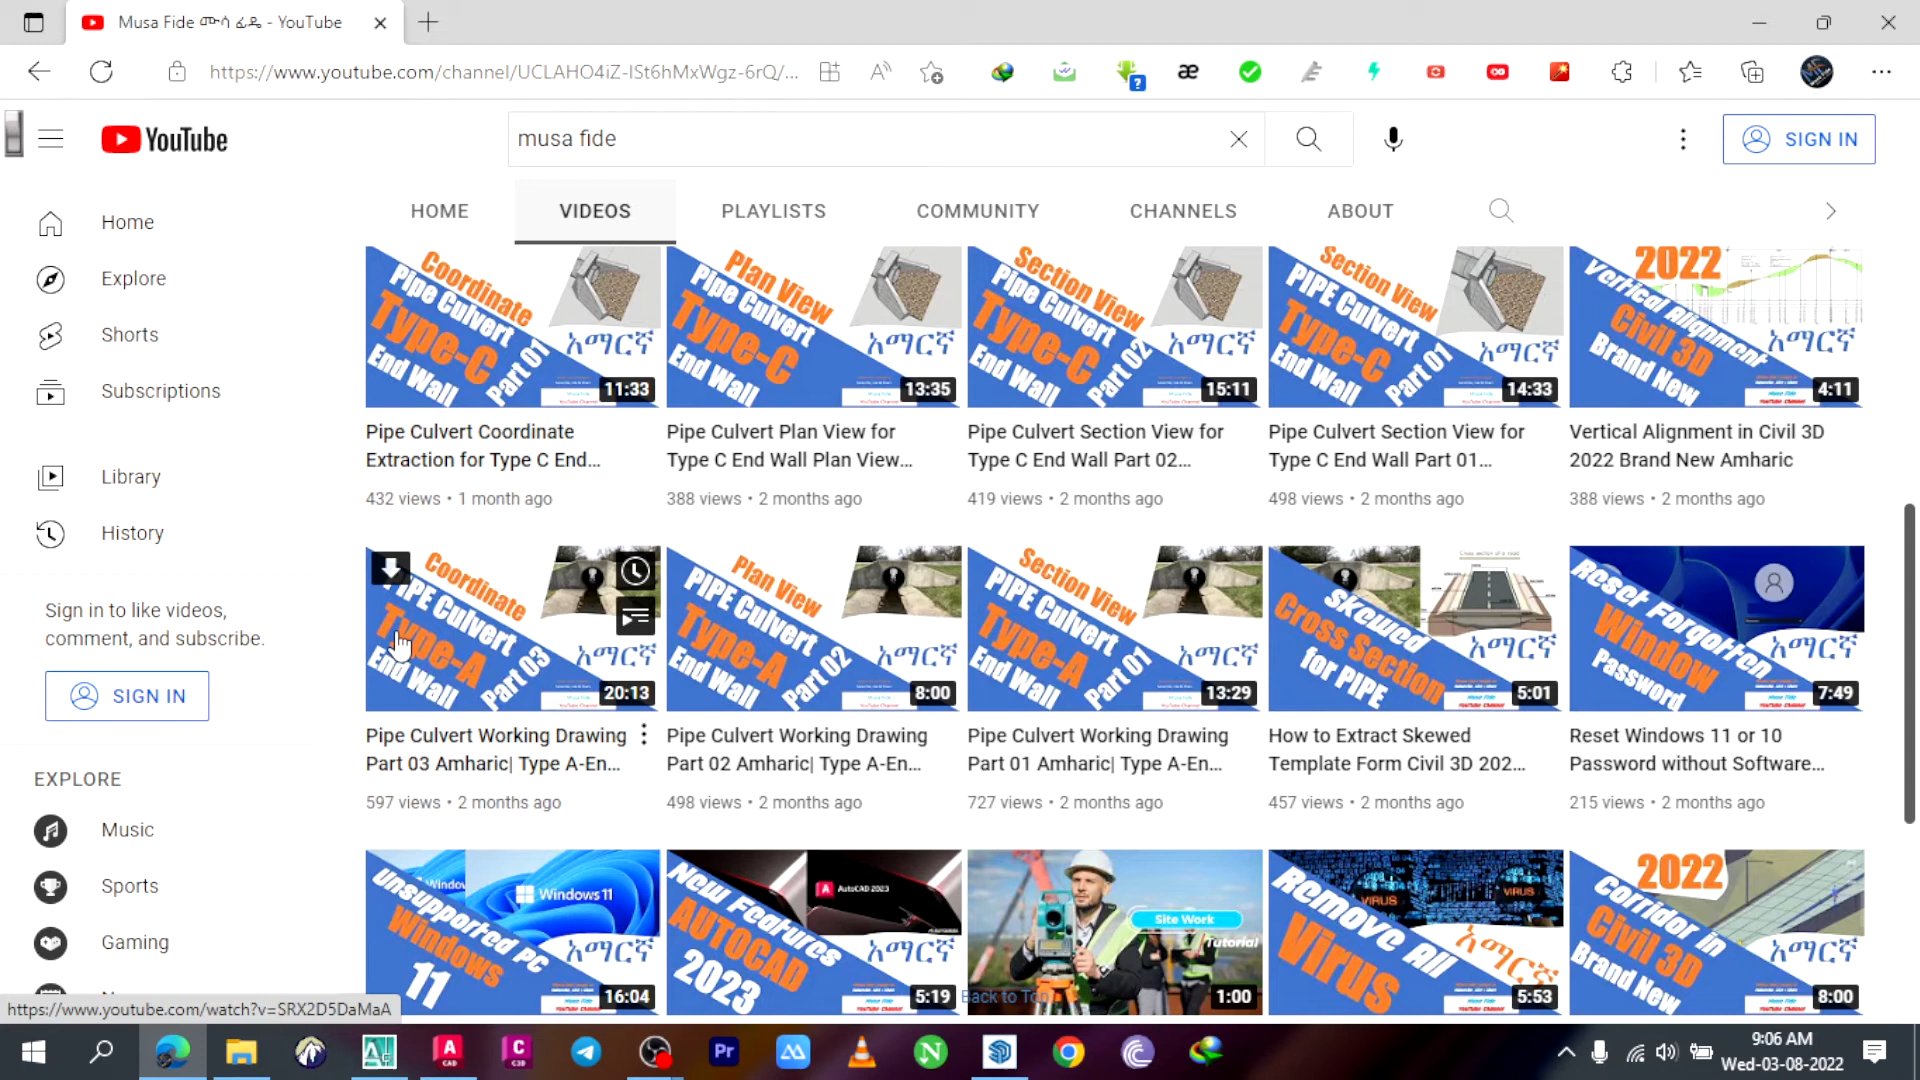 Musa Fide ሙሳ ፊዴ - YouTube
https://www.youtube.com/channel/UCLAHO4iZ-ISt6hMxWgz-6rQ/...
YouTube
musa fide
SIGN IN
HOME
VIDEOS
PLAYLISTS
COMMUNITY
CHANNELS
ABOUT
Home
Explore
Shorts
Subscriptions
Library
History
Sign in to like videos,
comment, and subscribe.
SIGN IN
EXPLORE
Music
Sports
Gaming
Coordinate
Pipe Culvert
Type-C
End Wall
Part 01
አማርኛ
11:33
Pipe Culvert Coordinate
Extraction for Type C End...
432 views • 1 month ago
Plan View
Pipe Culvert
Type-C
End Wall
አማርኛ
13:35
Pipe Culvert Plan View for
Type C End Wall Plan View...
388 views • 2 months ago
Section View
Pipe Culvert
Type-C
End Wall
Part 02
አማርኛ
15:11
Pipe Culvert Section View for
Type C End Wall Part 02...
419 views • 2 months ago
Section View
PIPE Culvert
Type-C
End Wall
Part 01
አማርኛ
14:33
Pipe Culvert Section View for
Type C End Wall Part 01...
498 views • 2 months ago
2022
Vertical Alignment
Civil 3D
Brand New
አማርኛ
4:11
Vertical Alignment in Civil 3D
2022 Brand New Amharic
388 views • 2 months ago
Coordinate
PIPE Culvert
Type-A
End Wall
Part 03
አማርኛ
20:13
Pipe Culvert Working Drawing
Part 03 Amharic| Type A-En...
597 views • 2 months ago
Plan View
PIPE Culvert
Type-A
End Wall
Part 02
አማርኛ
8:00
Pipe Culvert Working Drawing
Part 02 Amharic| Type A-En...
498 views • 2 months ago
Section View
PIPE Culvert
Type-A
End Wall
Part 01
አማርኛ
13:29
Pipe Culvert Working Drawing
Part 01 Amharic| Type A-En...
727 views • 2 months ago
Cross section of a road
Skewed
Cross Section
for PIPE
አማርኛ
5:01
How to Extract Skewed
Template Form Civil 3D 202...
457 views • 2 months ago
Reset Forgotten
Window
Password
አማርኛ
7:49
Reset Windows 11 or 10
Password without Software...
215 views • 2 months ago
Windows 11
Unsupported PC
Windows
11
አማርኛ
16:04
AutoCAD 2023
New Features
AUTOCAD
2023
አማርኛ
5:19
Site Work
Tutorial
Back to Top
1:00
VIRUS
VIRUS
Remove All
Virus
አማርኛ
5:53
2022
Corridor in
Civil 3D
Brand New
አማርኛ
8:00
https://www.youtube.com/watch?v=SRX2D5DaMaA
9:06 AM
Wed-03-08-2022